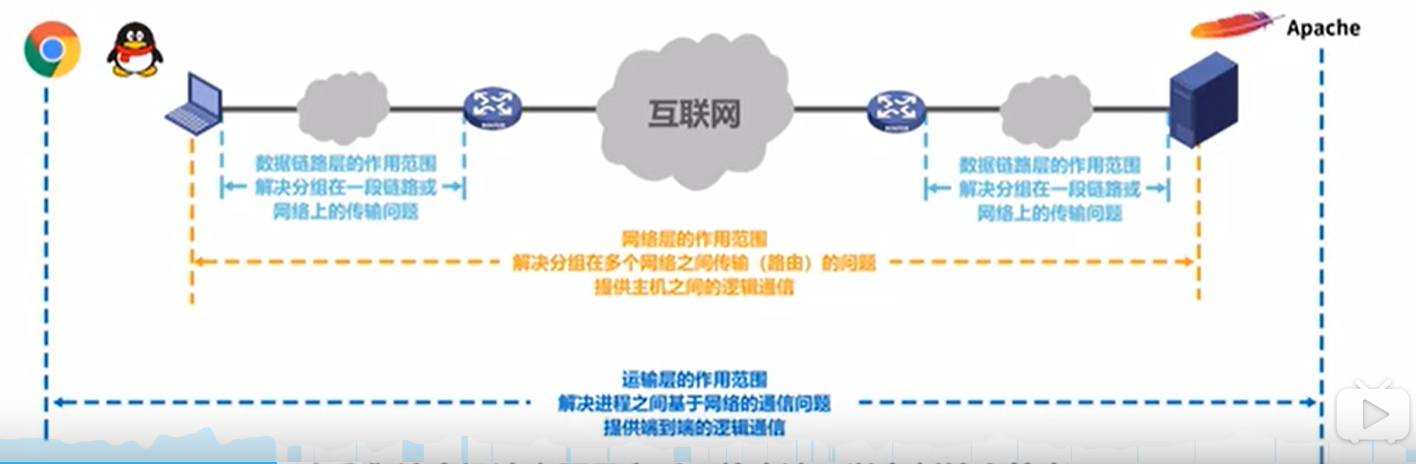 Apache
互联网
数据链路层的作用范围
解决分组在一段链路或
网络上的传输问题
数据链路层的作用范围
解决分组在一段链路或
网络上的传输问题
网络层的作用范围
解决分组在多个网络之间传输（路由）的问题
提供主机之间的逻辑通信
运输层的作用范围
解决进程之间基于网络的通信问题
提供端到端的逻辑通信